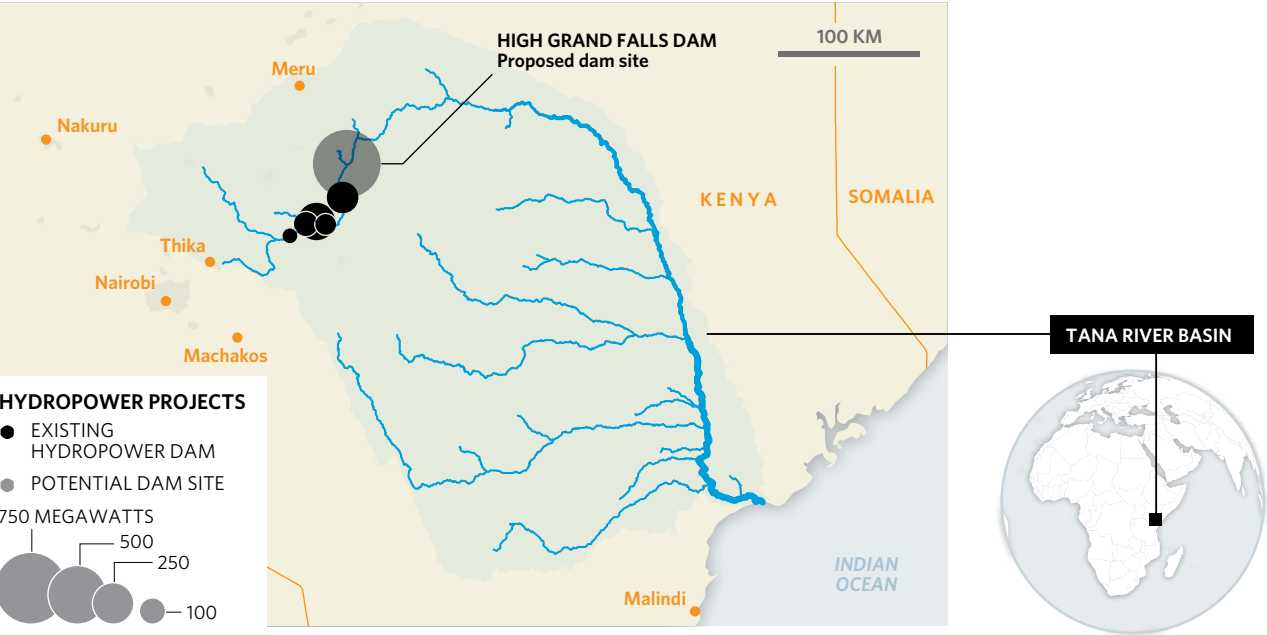 HIGH GRAND FALLS DAM
Proposed dam site
100 KM
Meru
Nakuru
KENYA
SOMALIA
Thika
Nairobi
Machakos
TANA RIVER BASIN
HYDROPOWER PROJECTS
EXISTING
HYDROPOWER DAM
POTENTIAL DAM SITE
750 MEGAWATTS
500
250
100
INDIAN
OCEAN
Malindi